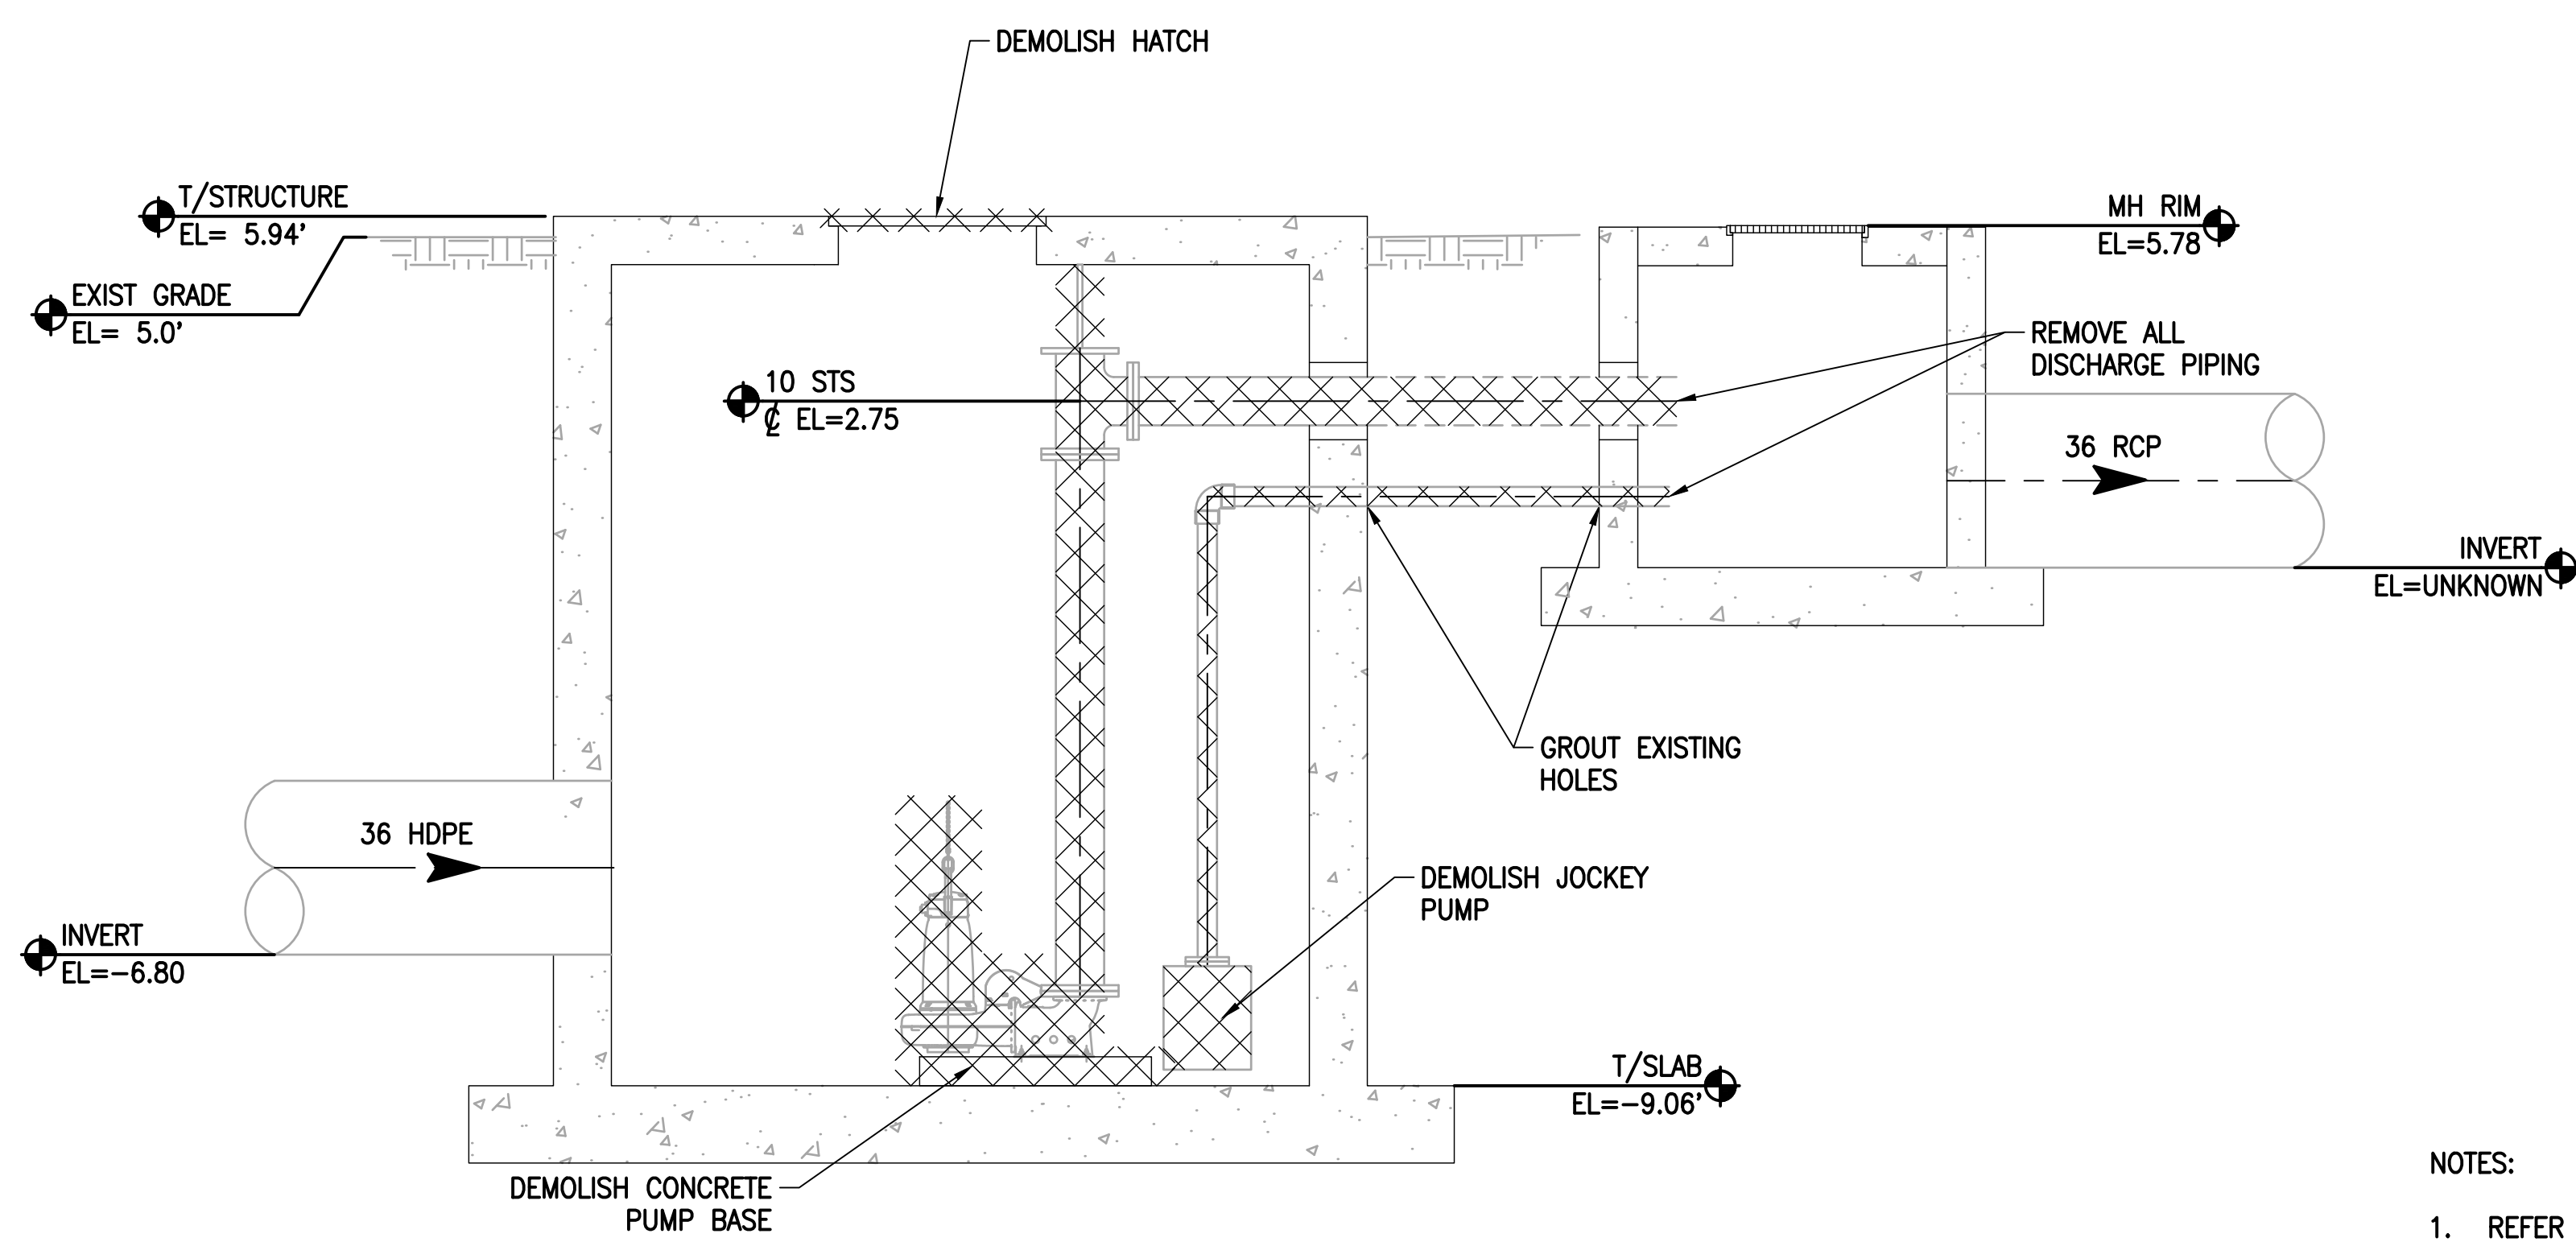 DEMOLISH HATCH
T/STRUCTURE
EL= 5.94'
MH RIM
EL=5.78
EXIST GRADE
EL= 5.0'
REMOVE ALL
DISCHARGE PIPING
10 STS
℄ EL=2.75
36 RCP
INVERT
EL=UNKNOWN
GROUT EXISTING
HOLES
36 HDPE
DEMOLISH JOCKEY
PUMP
INVERT
EL=-6.80
T/SLAB
EL=-9.06'
DEMOLISH CONCRETE
PUMP BASE
NOTES:
1. REFER